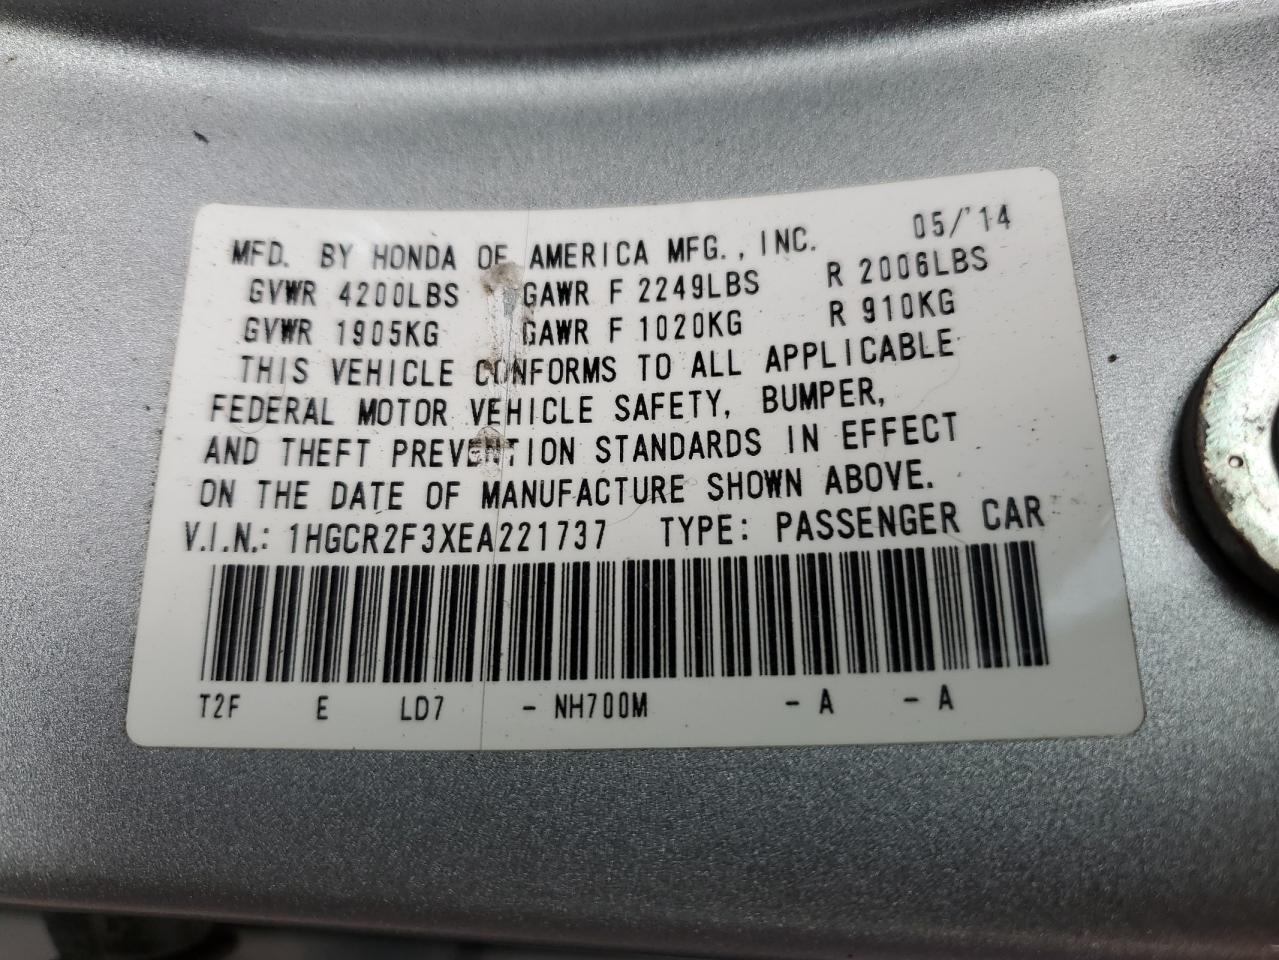 MFD. BY HONDA OF AMERICA MFG., INC. 05/'14
GVWR 4200LBS GAWR F 2249LBS R 2006LBS
GVWR 1905KG GAWR F 1020KG R 910KG
THIS VEHICLE CONFORMS TO ALL APPLICABLE
FEDERAL MOTOR VEHICLE SAFETY, BUMPER,
AND THEFT PREVENTION STANDARDS IN EFFECT
ON THE DATE OF MANUFACTURE SHOWN ABOVE.
V.I.N.: 1HGCR2F3XEA221737 TYPE: PASSENGER CAR
T2F E LD7 - NH700M - A - A